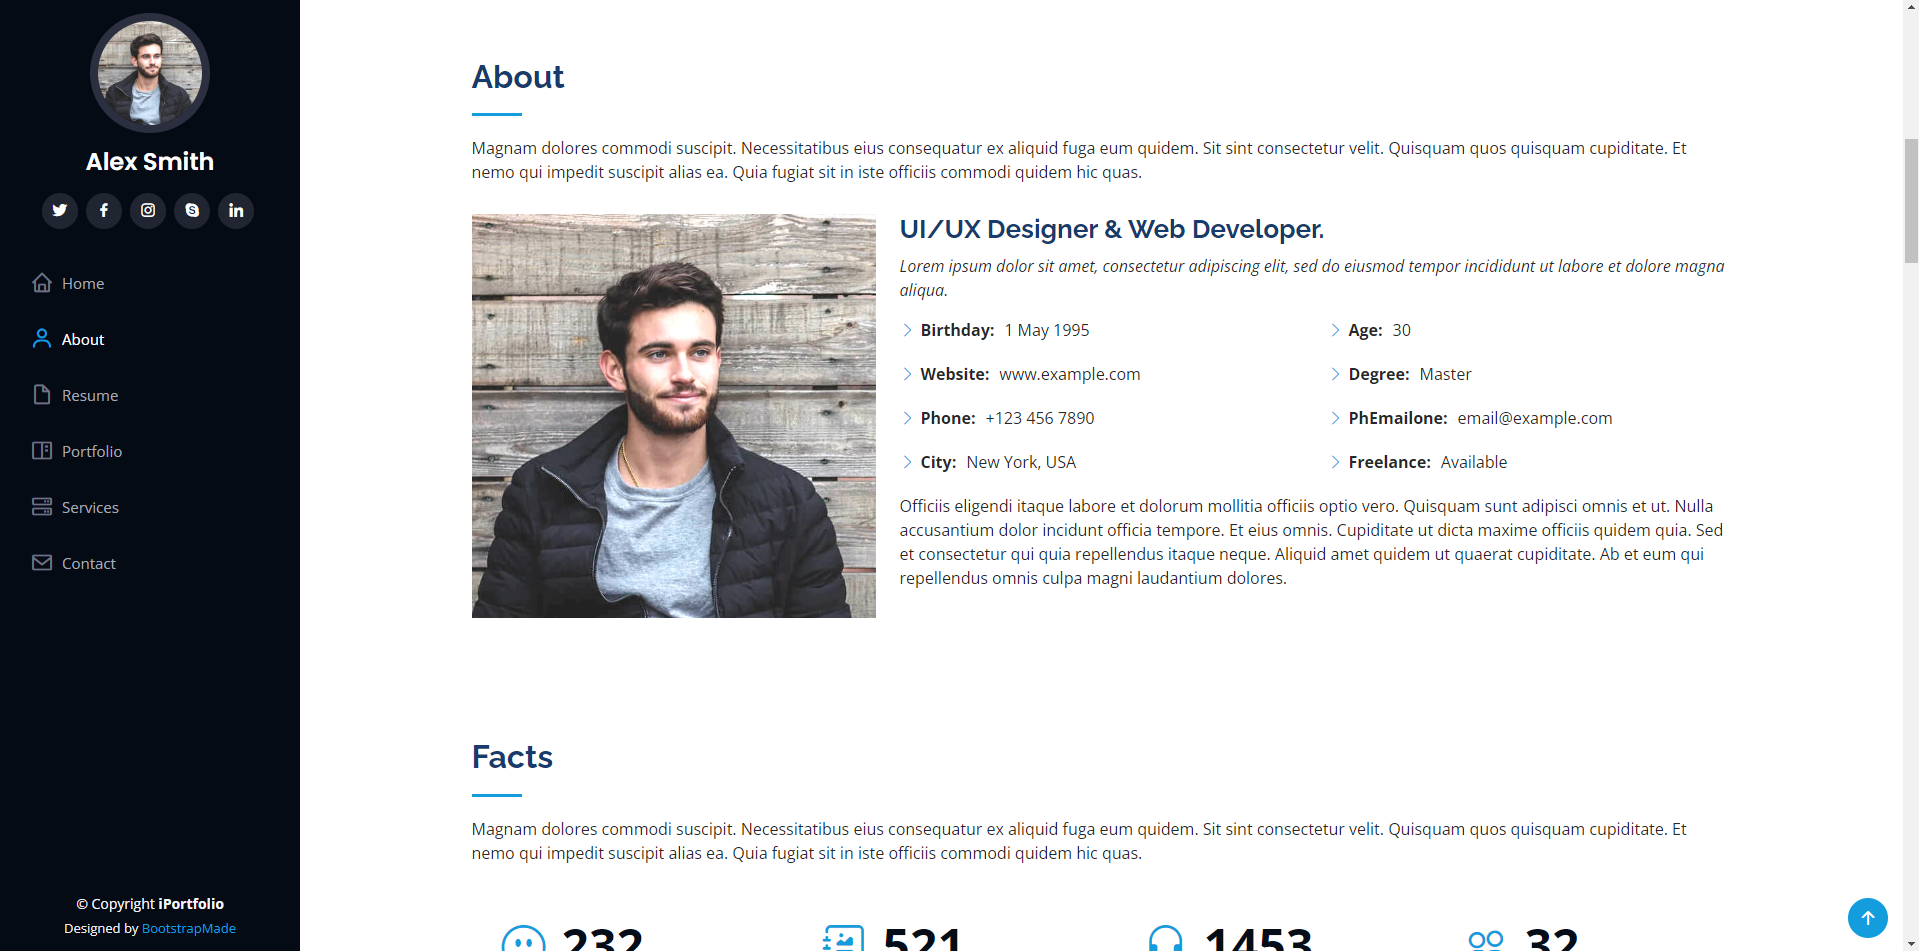 Alex Smith
Home
About
Resume
Portfolio
Services
Contact
© Copyright iPortfolio
Designed by BootstrapMade
About
Magnam dolores commodi suscipit. Necessitatibus eius consequatur ex aliquid fuga eum quidem. Sit sint consectetur velit. Quisquam quos quisquam cupiditate. Et
nemo qui impedit suscipit alias ea. Quia fugiat sit in iste officiis commodi quidem hic quas.
UI/UX Designer & Web Developer.
Lorem ipsum dolor sit amet, consectetur adipiscing elit, sed do eiusmod tempor incididunt ut labore et dolore magna
aliqua.
Birthday: 1 May 1995
Age: 30
Website: www.example.com
Degree: Master
Phone: +123 456 7890
PhEmailone: email@example.com
City: New York, USA
Freelance: Available
Officiis eligendi itaque labore et dolorum mollitia officiis optio vero. Quisquam sunt adipisci omnis et ut. Nulla
accusantium dolor incidunt officia tempore. Et eius omnis. Cupiditate ut dicta maxime officiis quidem quia. Sed
et consectetur qui quia repellendus itaque neque. Aliquid amet quidem ut quaerat cupiditate. Ab et eum qui
repellendus omnis culpa magni laudantium dolores.
Facts
Magnam dolores commodi suscipit. Necessitatibus eius consequatur ex aliquid fuga eum quidem. Sit sint consectetur velit. Quisquam quos quisquam cupiditate. Et
nemo qui impedit suscipit alias ea. Quia fugiat sit in iste officiis commodi quidem hic quas.
232
521
1453
32